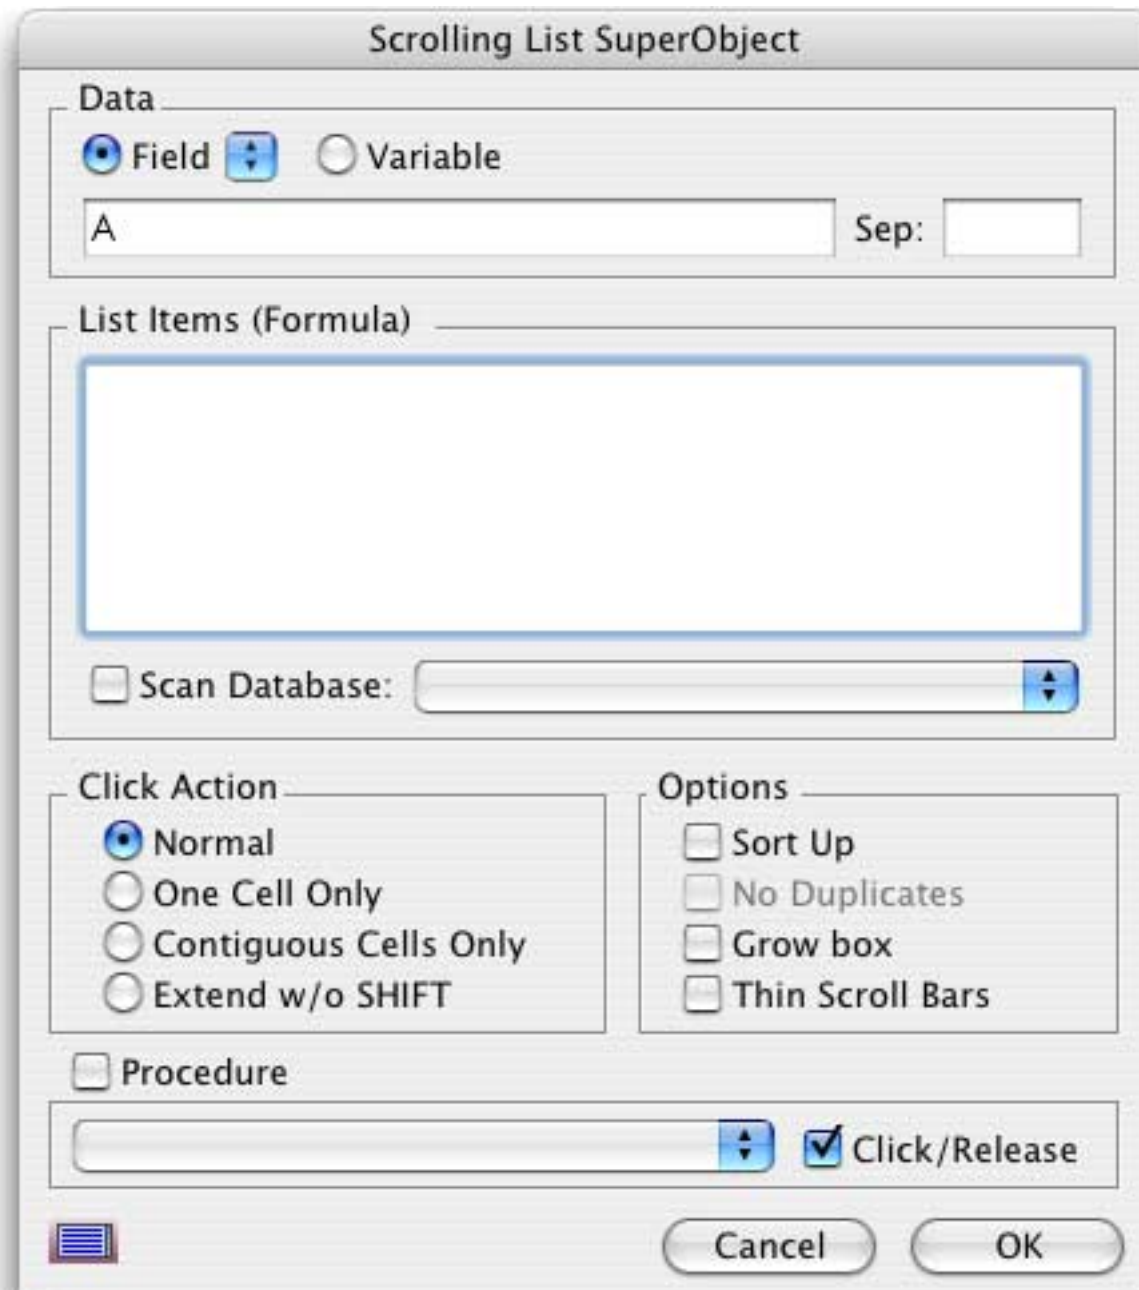 Scrolling List SuperObject
Data
Field Variable
A Sep:
List Items (Formula)
Scan Database:
Click Action
Normal
One Cell Only
Contiguous Cells Only
Extend w/o SHIFT
Options
Sort Up
No Duplicates
Grow box
Thin Scroll Bars
Procedure
Click/Release
Cancel OK